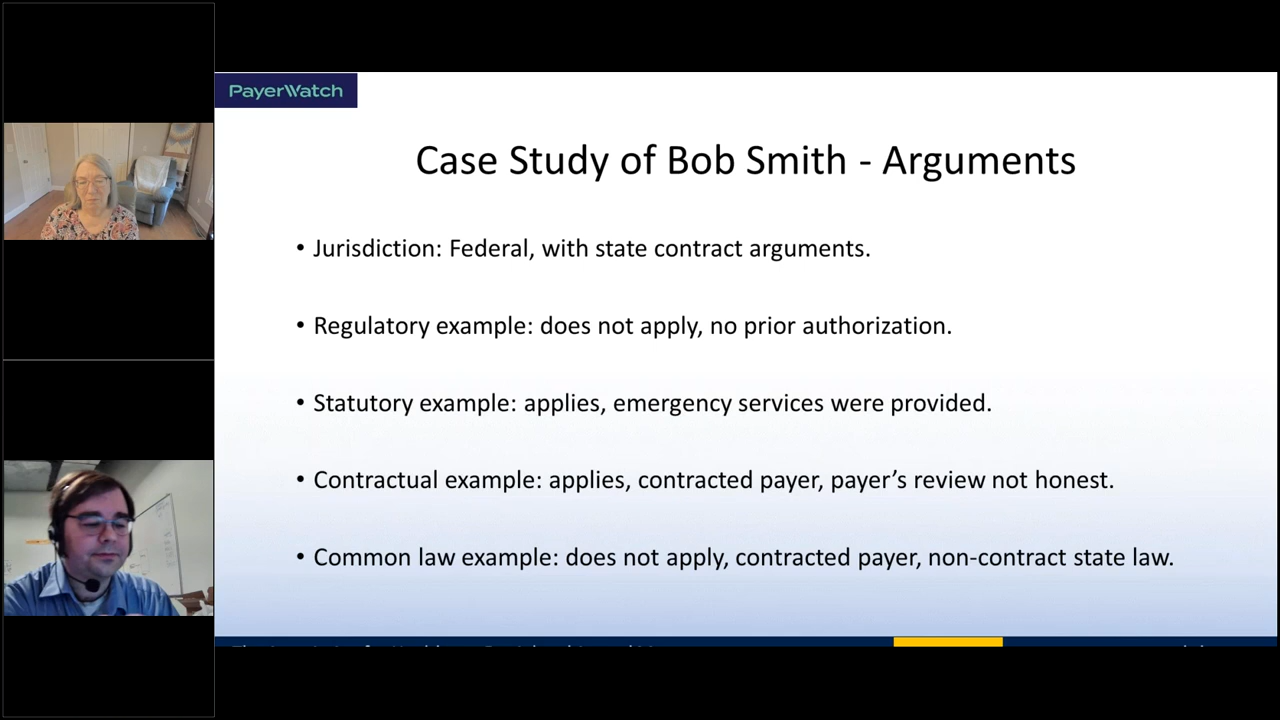 PayerWatch
Case Study of Bob Smith - Arguments
• Jurisdiction: Federal, with state contract arguments.
• Regulatory example: does not apply, no prior authorization.
• Statutory example: applies, emergency services were provided.
• Contractual example: applies, contracted payer, payer’s review not honest.
• Common law example: does not apply, contracted payer, non-contract state law.